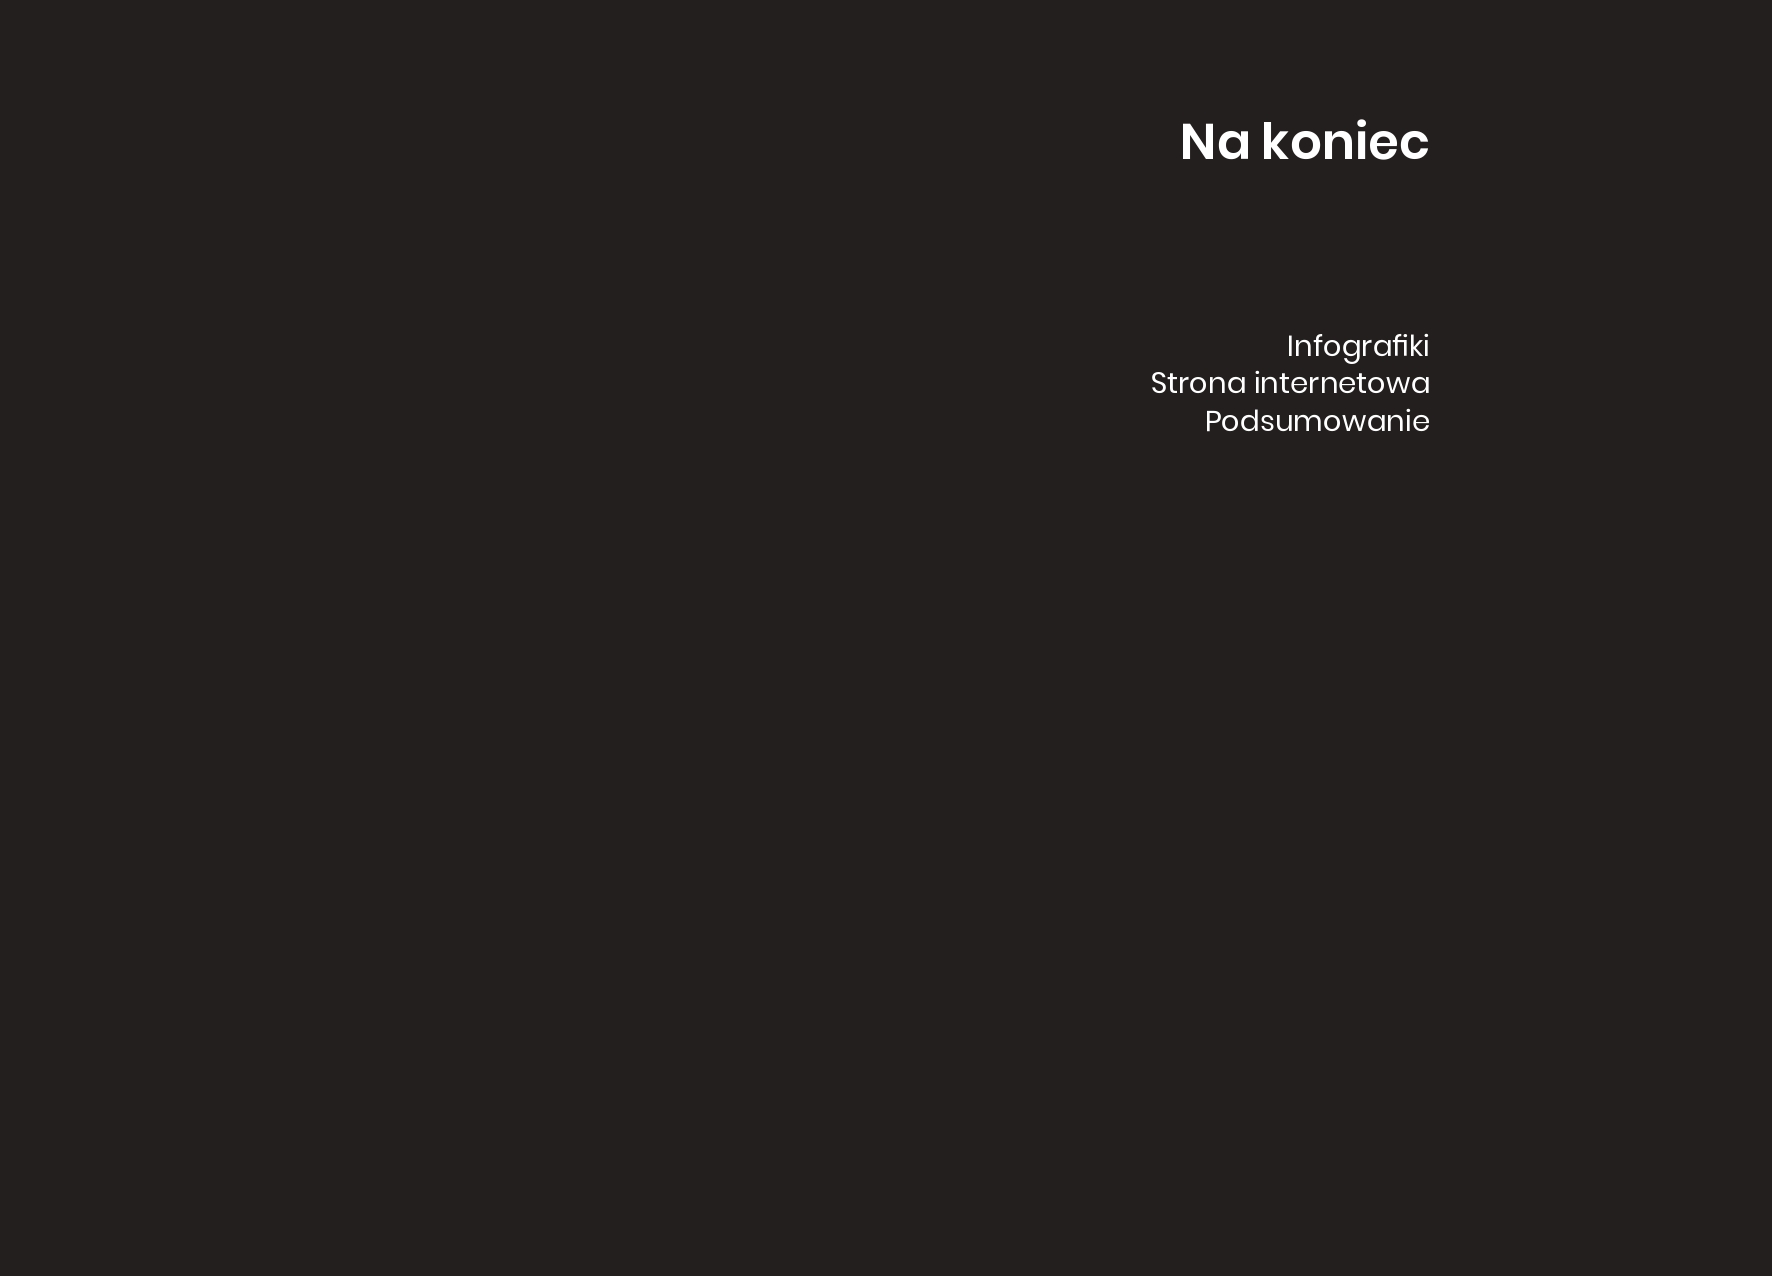 Na koniec
Infografiki
Strona internetowa
Podsumowanie